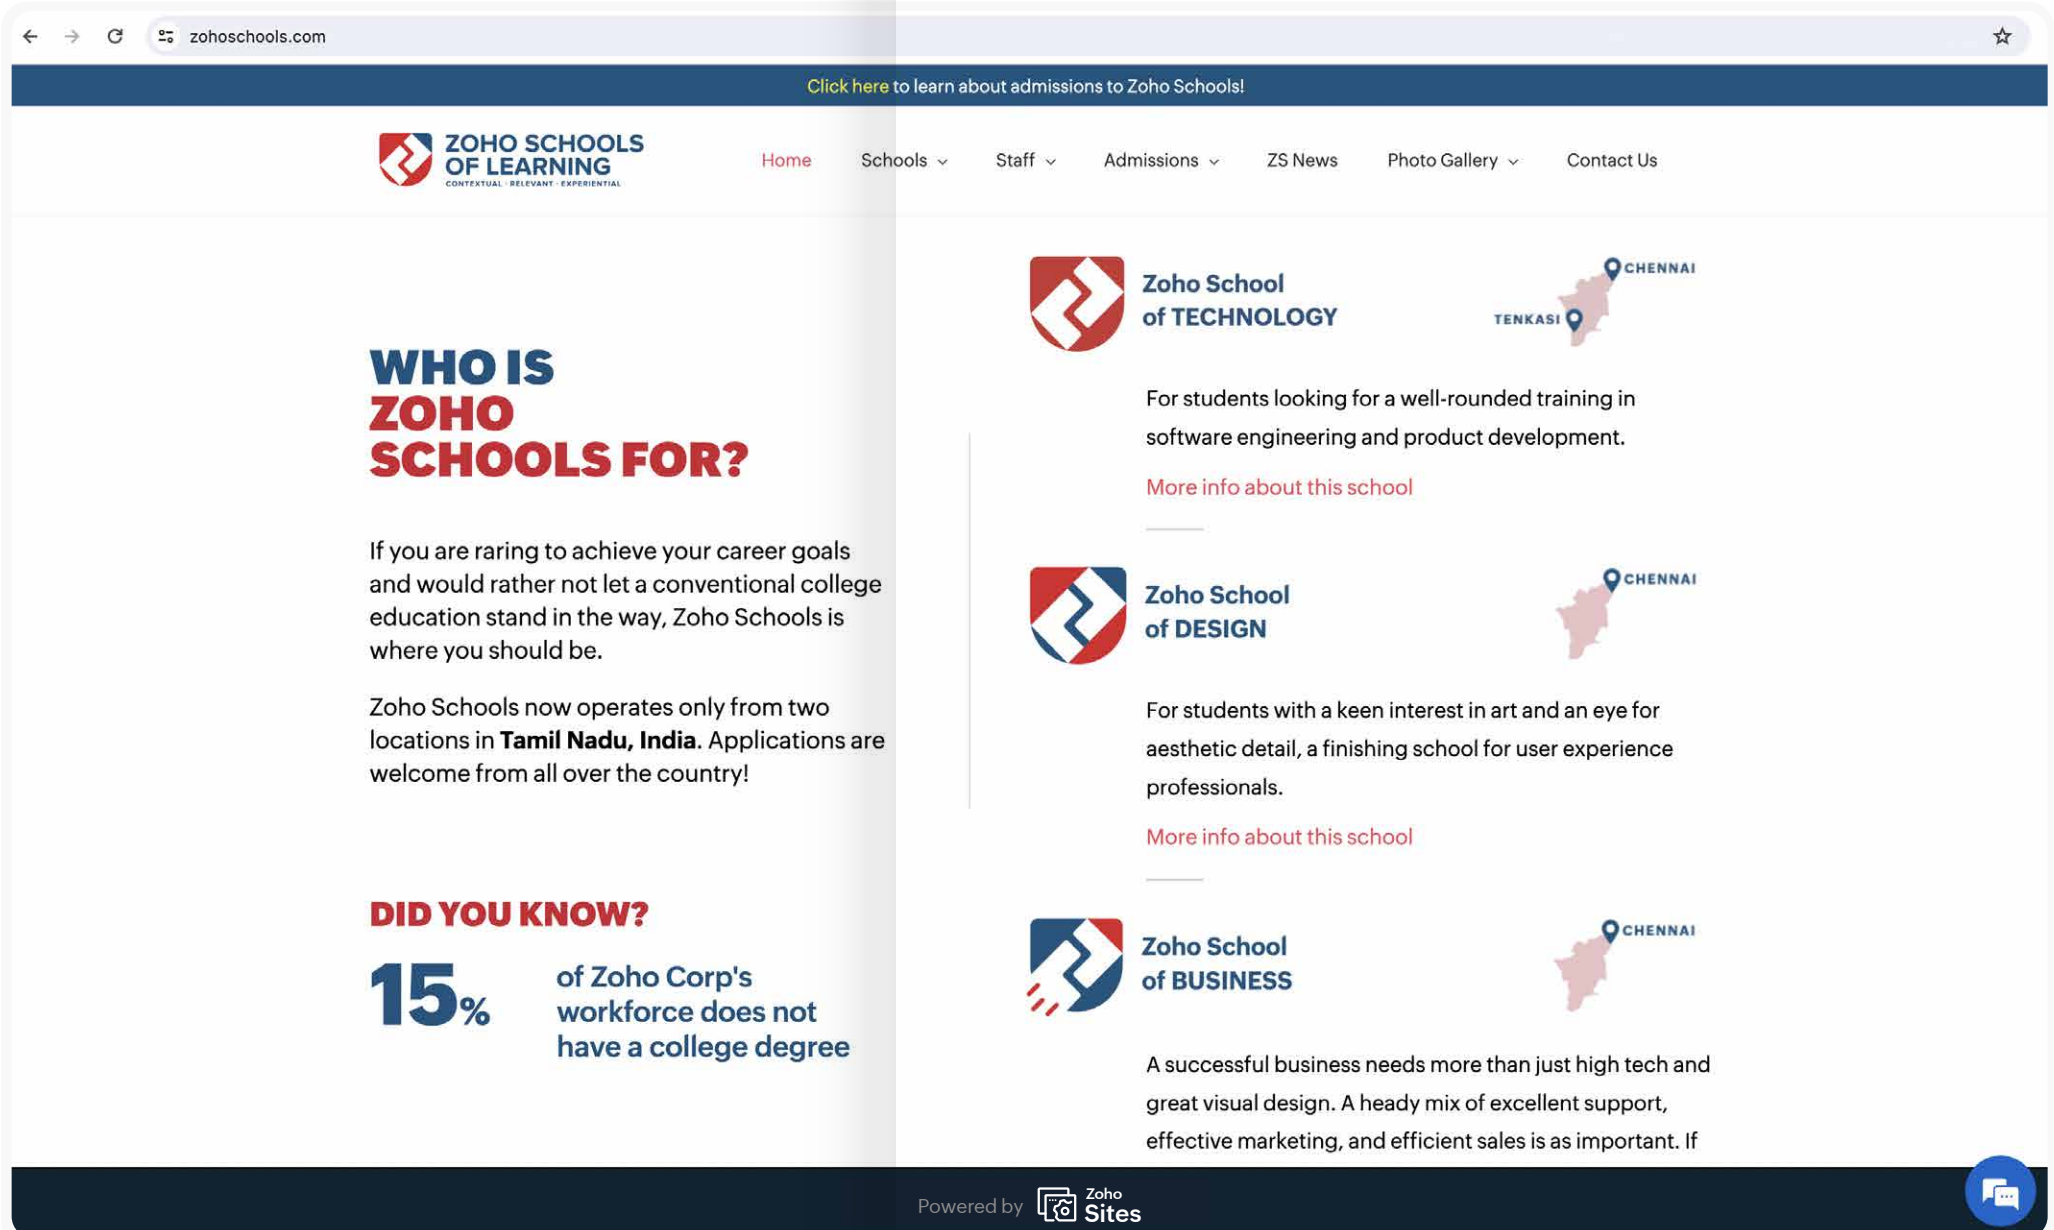 zohoschools.com
Click here to learn about admissions to Zoho Schools!
ZOHO SCHOOLS
OF LEARNING
CONTEXTUAL · RELEVANT · EXPERIENTIAL
Home Schools Staff Admissions ZS News Photo Gallery Contact Us
WHO IS
ZOHO
SCHOOLS FOR?
If you are raring to achieve your career goals
and would rather not let a conventional college
education stand in the way, Zoho Schools is
where you should be.
Zoho Schools now operates only from two
locations in Tamil Nadu, India. Applications are
welcome from all over the country!
DID YOU KNOW?
15%
of Zoho Corp's
workforce does not
have a college degree
Zoho School
of TECHNOLOGY
CHENNAI
TENKASI
For students looking for a well-rounded training in
software engineering and product development.
More info about this school
Zoho School
of DESIGN
CHENNAI
For students with a keen interest in art and an eye for
aesthetic detail, a finishing school for user experience
professionals.
More info about this school
Zoho School
of BUSINESS
CHENNAI
A successful business needs more than just high tech and
great visual design. A heady mix of excellent support,
effective marketing, and efficient sales is as important. If
Powered by Zoho
Sites